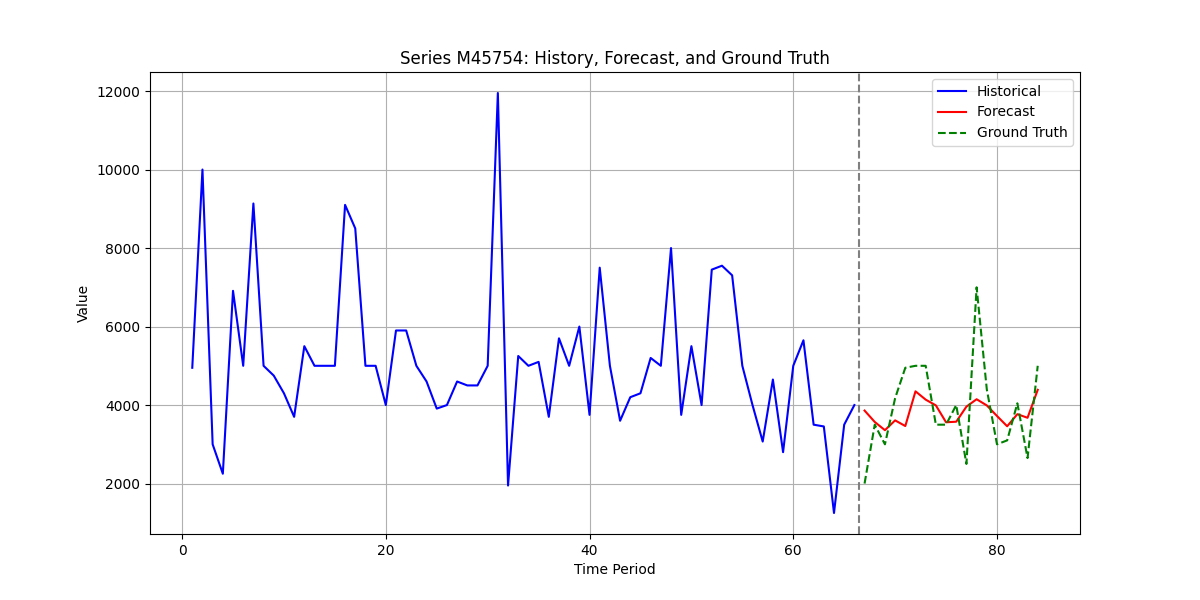 Series M45754: History, Forecast, and Ground Truth
Historical
Forecast
Ground Truth
12000
10000
8000
6000
4000
2000
Value
0
20
40
60
80
Time Period